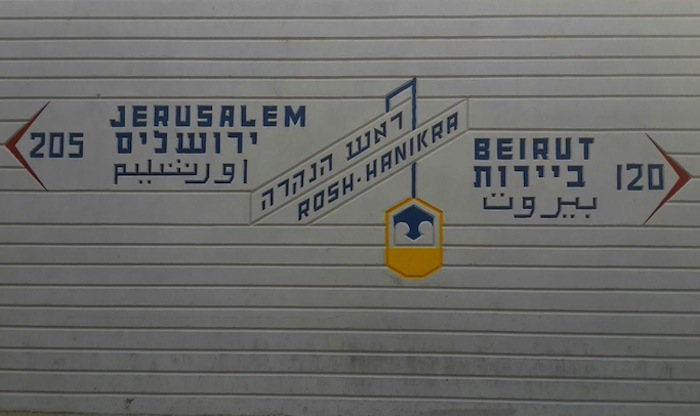 205
JERUSALEM
ירושלים
اورشليم
ראש הנקרה
ROSH-HANIKRA
BEIRUT
ביירות
بيروت
120